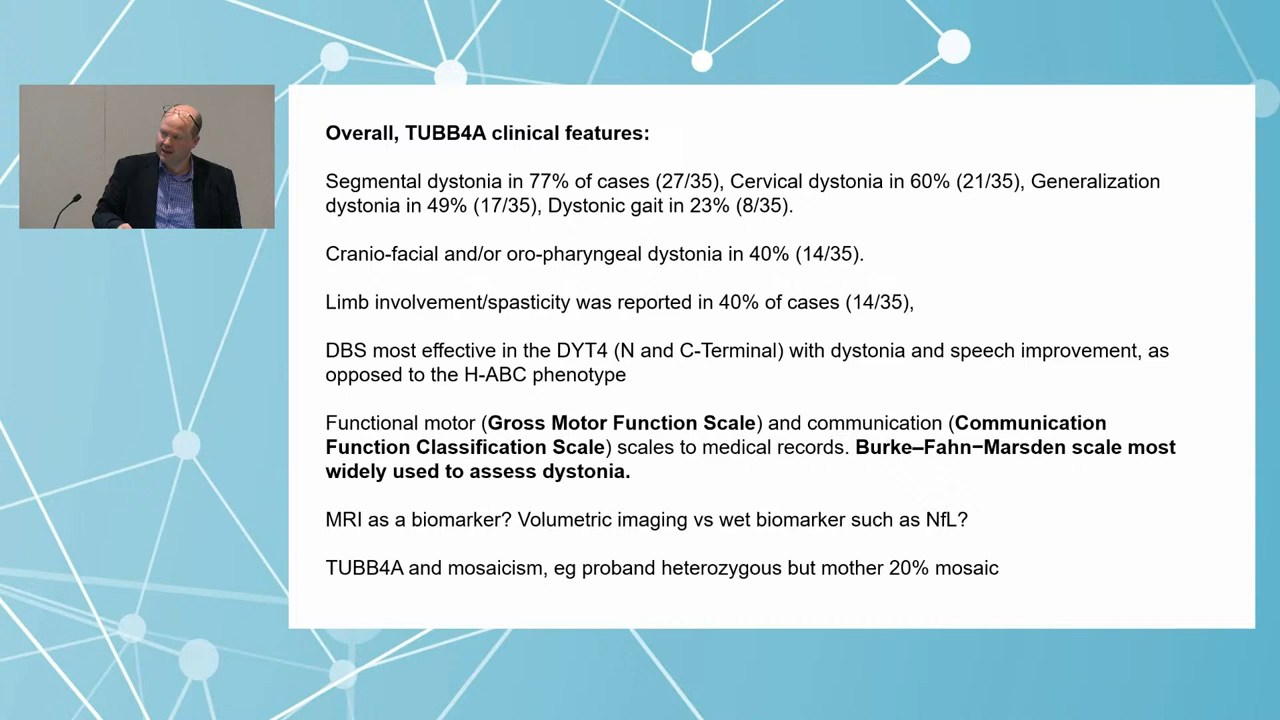 Overall, TUBB4A clinical features:
Segmental dystonia in 77% of cases (27/35), Cervical dystonia in 60% (21/35), Generalization
dystonia in 49% (17/35), Dystonic gait in 23% (8/35).
Cranio-facial and/or oro-pharyngeal dystonia in 40% (14/35).
Limb involvement/spasticity was reported in 40% of cases (14/35),
DBS most effective in the DYT4 (N and C-Terminal) with dystonia and speech improvement, as
opposed to the H-ABC phenotype
Functional motor (Gross Motor Function Scale) and communication (Communication
Function Classification Scale) scales to medical records. Burke–Fahn−Marsden scale most
widely used to assess dystonia.
MRI as a biomarker? Volumetric imaging vs wet biomarker such as NfL?
TUBB4A and mosaicism, eg proband heterozygous but mother 20% mosaic